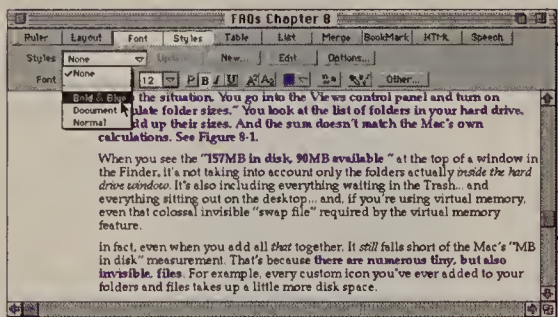 FAQs Chapter 8
Ruler Layout Font Styles Table List Merge BookMark HTML Speech
Styles None New... Edit Options...
Font 12 P B I U Other...
✓None
Bold & Blue
Document
Normal
the situation. You go into the Views control panel and turn on
ulate folder sizes." You look at the list of folders in your hard drive.
dd up their sizes. And the sum doesn't match the Mac's own
calculations. See Figure 8-1.
When you see the "157MB in disk, 90MB available " at the top of a window in
the Finder, it's not taking into account only the folders actually inside the hard
drive window. It's also including everything waiting in the Trash... and
everything sitting out on the desktop... and, if you're using virtual memory,
even that colossal invisible "swap file" required by the virtual memory
feature.
In fact, even when you add all that together, It still falls short of the Mac's "MB
in disk" measurement. That's because there are numerous tiny, but also
invisible, files. For example, every custom icon you've ever added to your
folders and files takes up a little more disk space.